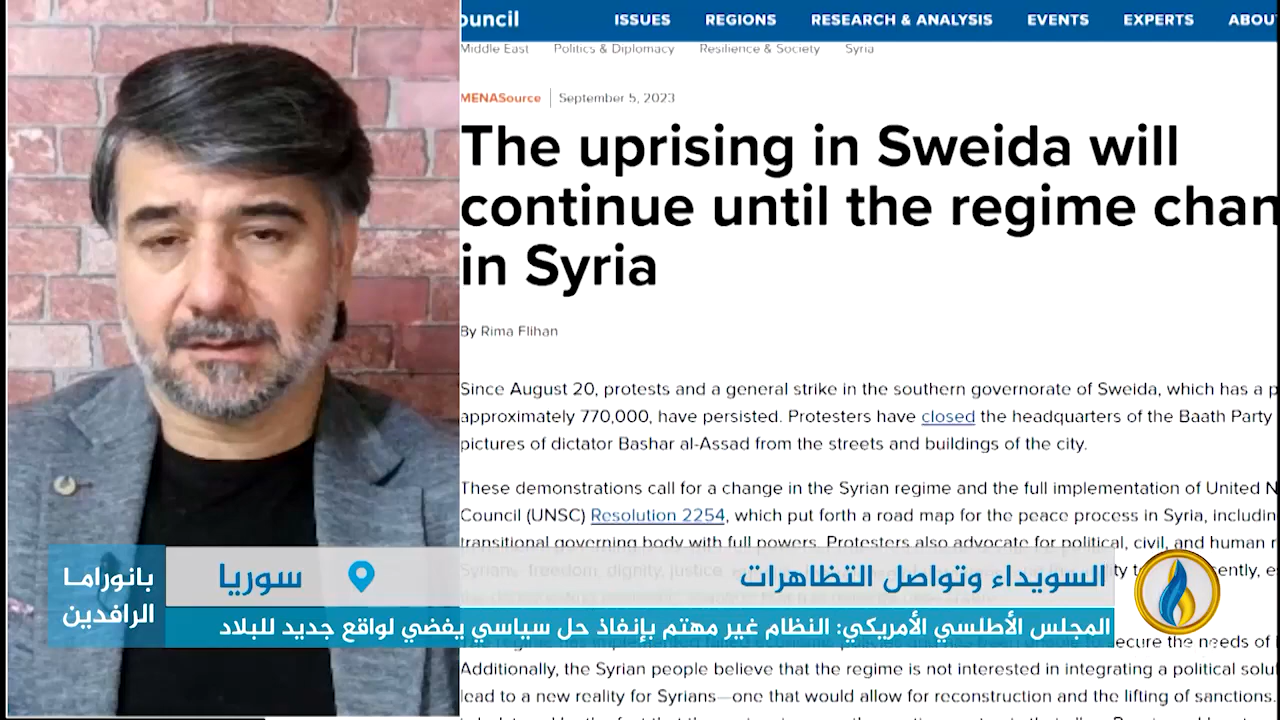 ouncil ISSUES REGIONS RESEARCH & ANALYSIS EVENTS EXPERTS ABOU
Middle East Politics & Diplomacy Resilience & Society Syria
MENASource September 5, 2023
The uprising in Sweida will
continue until the regime chan
in Syria
By Rima Flihan
Since August 20, protests and a general strike in the southern governorate of Sweida, which has a p
approximately 770,000, have persisted. Protesters have closed the headquarters of the Baath Party
pictures of dictator Bashar al-Assad from the streets and buildings of the city.
These demonstrations call for a change in the Syrian regime and the full implementation of United N
Council (UNSC) Resolution 2254, which put forth a road map for the peace process in Syria, includin
transitional governing body with full powers. Protesters also advocate for political, civil, and human r
Syrians freedom, dignity, justice
السويداء وتواصل التظاهرات
سوريا
بانوراما
الرافدين
المجلس الأطلسي الأمريكي: النظام غير مهتم بإنفاذ حل سياسي يفضي لواقع جديد للبلاد
ecure the needs of
Additionally, the Syrian people believe that the regime is not interested in integrating a political solu
lead to a new reality for Syrians—one that would allow for reconstruction and the lifting of sanctions.